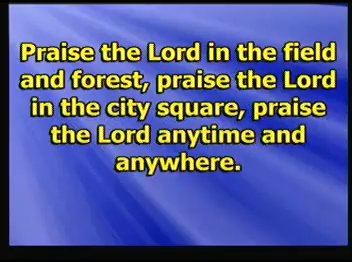 Praise the Lord in the field
and forest, praise the Lord
in the city square, praise
the Lord anytime and
anywhere.